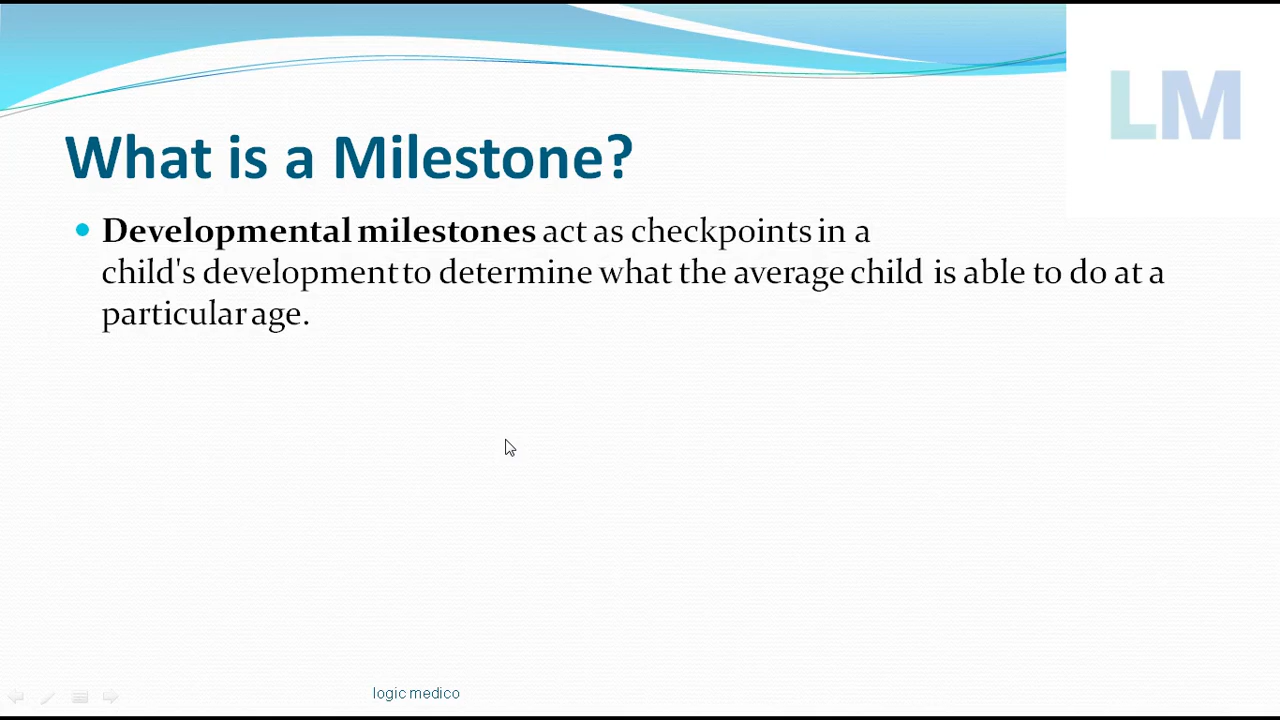 LM
What is a Milestone?
• Developmental milestones act as checkpoints in a
child's development to determine what the average child is able to do at a
particular age.
logic medico